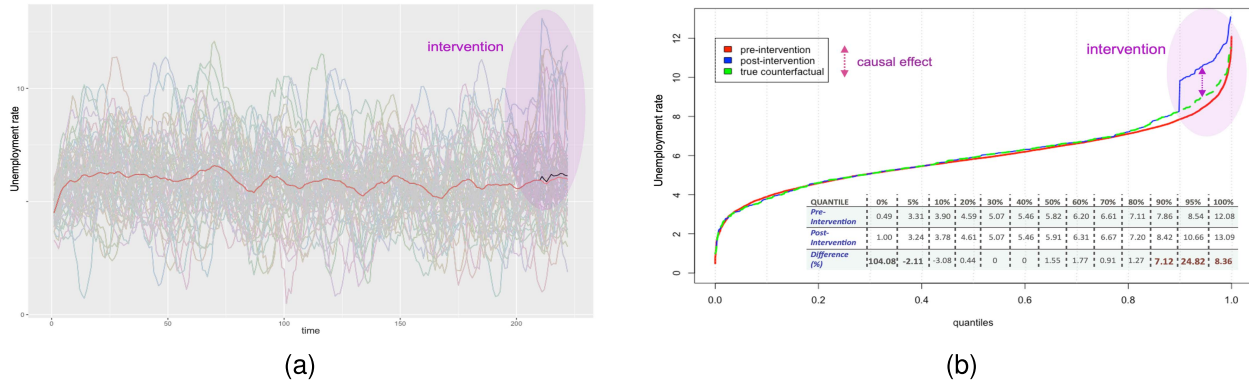 intervention
Unemployment rate
10
0
0
50
100
150
200
time
(a)
pre-intervention
post-intervention
true counterfactual
causal effect
intervention
Unemployment rate
12
10
8
6
4
2
0
QUANTILE 0% 5% 10% 20% 30% 40% 50% 60% 70% 80% 90% 95% 100%
Pre-Intervention 0.49 3.31 3.90 4.59 5.07 5.46 5.82 6.20 6.61 7.11 7.86 8.54 12.08
Post-Intervention 1.00 3.24 3.78 4.61 5.07 5.46 5.91 6.31 6.67 7.20 8.42 10.66 13.09
Difference (%) 104.08 -2.11 -3.08 0.44 0 0 1.55 1.77 0.91 1.27 7.12 24.82 8.36
0.0 0.2 0.4 0.6 0.8 1.0
quantiles
(b)